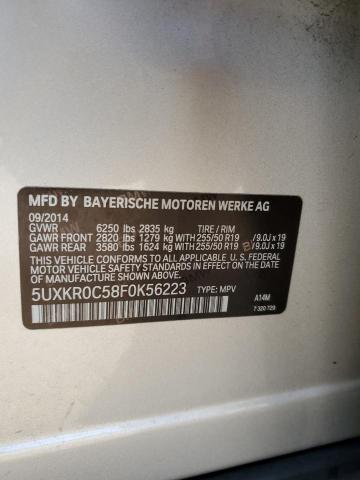 MFD BY BAYERISCHE MOTOREN WERKE AG
09/2014
GVWR 6250 lbs 2835 kg TIRE / RIM
GAWR FRONT 2820 lbs 1279 kg WITH 255/50 R19 /9.0J x 19
GAWR REAR 3580 lbs 1624 kg WITH 255/50 R19 /9.0J x 19
THIS VEHICLE CONFORMS TO ALL APPLICABLE U. S. FEDERAL
MOTOR VEHICLE SAFETY STANDARDS IN EFFECT ON THE
DATE OF MANUFACTURE SHOWN ABOVE.
5UXKR0C58F0K56223 TYPE: MPV
A14M
7 320 729